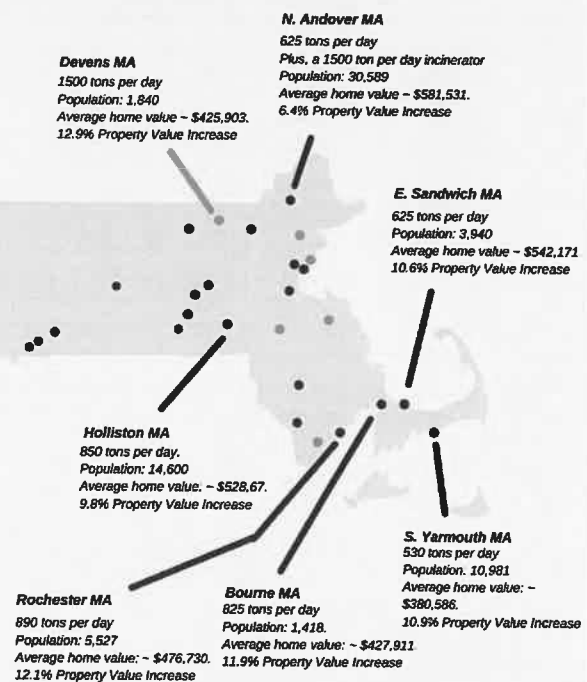 N. Andover MA
625 tons per day
Plus, a 1500 ton per day incinerator
Population: 30,589
Average home value ~ $581,531.
6.4% Property Value Increase
Devens MA
1500 tons per day
Population: 1,840
Average home value ~ $425,903.
12.9% Property Value Increase
E. Sandwich MA
625 tons per day
Population: 3,940
Average home value ~ $542,171
10.6% Property Value Increase
Holliston MA
850 tons per day.
Population: 14,600
Average home value. ~ $528,67.
9.8% Property Value Increase
S. Yarmouth MA
530 tons per day
Population. 10,981
Average home value: ~
$380,586.
10.9% Property Value Increase
Rochester MA
890 tons per day
Population: 5,527
Average home value: ~ $476,730.
12.1% Property Value Increase
Bourne MA
825 tons per day
Population: 1,418.
Average home value: ~ $427,911
11.9% Property Value Increase